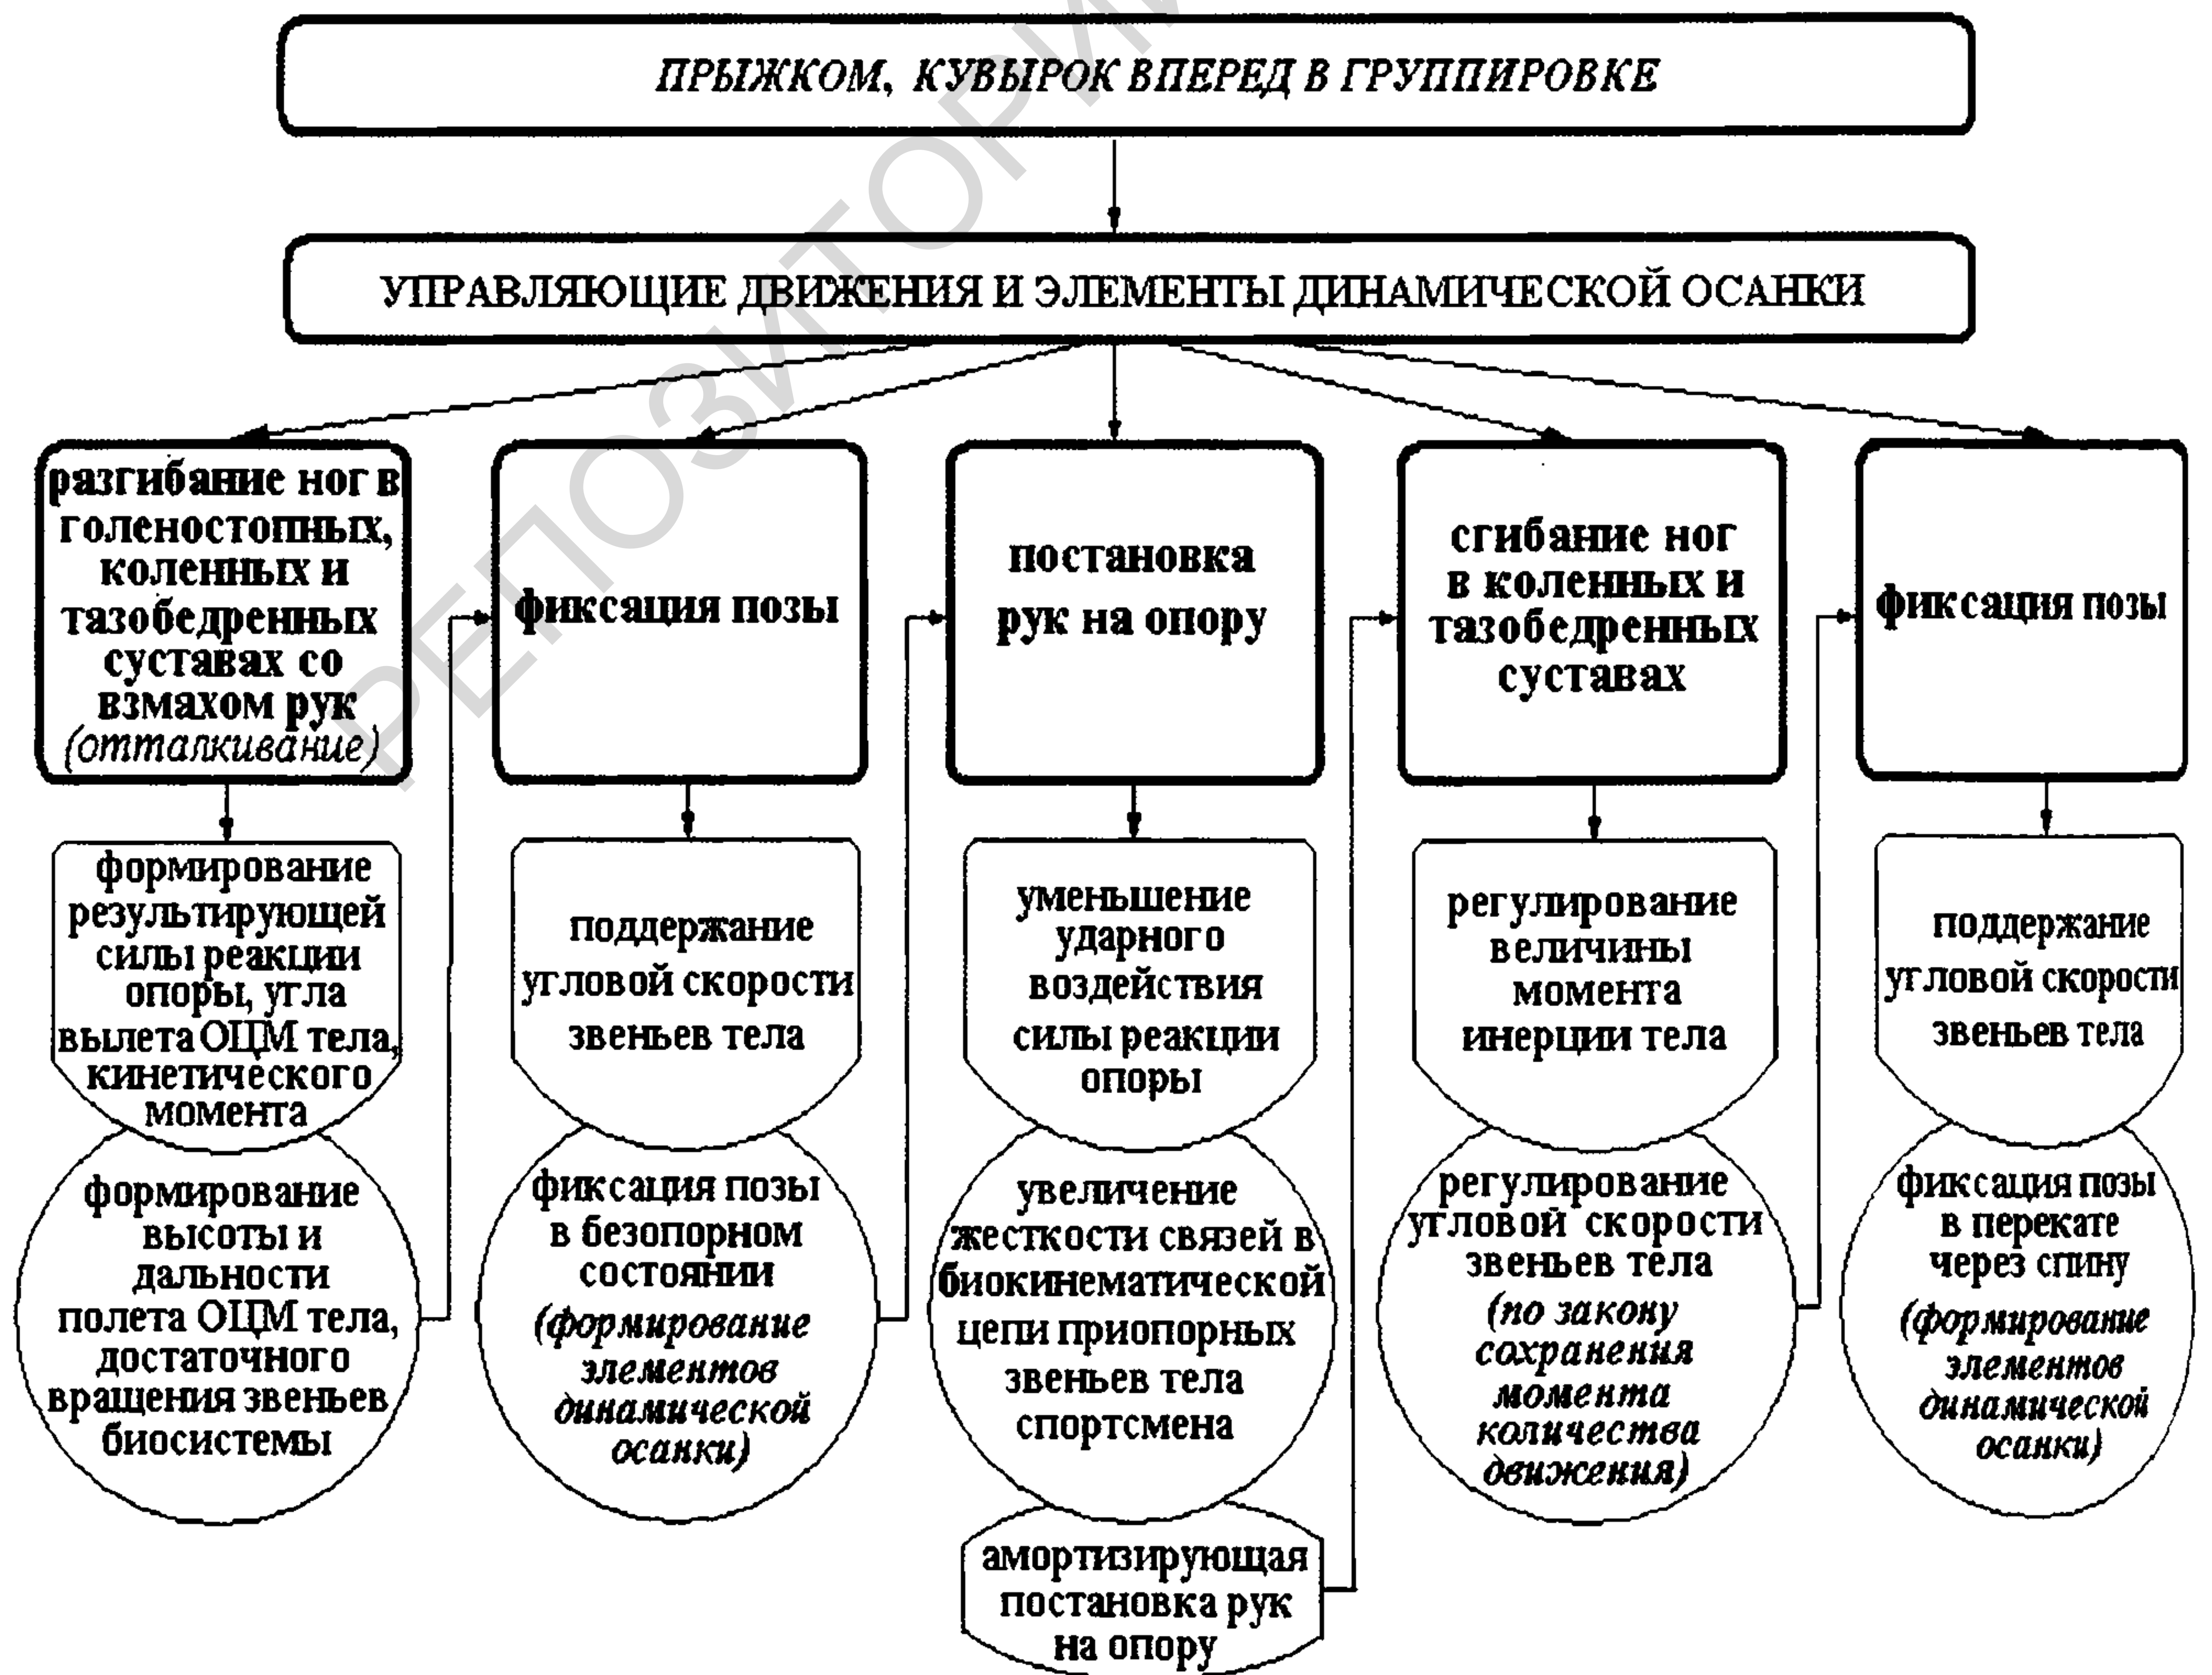 ПРЫЖКОМ, КУВЫРОК ВПЕРЕД В ГРУППИРОВКЕ
УПРАВЛЯЮЩИЕ ДВИЖЕНИЯ И ЭЛЕМЕНТЫ ДИНАМИЧЕСКОЙ ОСАНКИ
разгибание ног в
голеностопных,
коленных и
тазобедренных
суставах со
взмахом рук
(отталкивание)
фиксация позы
постановка
рук на опору
сгибание ног
в коленных и
тазобедренных
суставах
фиксация позы
формирование
результирующей
силы реакции
опоры, угла
вылета ОЦМ тела,
кинетического
момента
поддержание
угловой скорости
звеньев тела
уменьшение
ударного
воздействия
силы реакции
опоры
регулирование
величины
момента
инерции тела
поддержание
угловой скорости
звеньев тела
формирование
высоты и
дальности
полета ОЦМ тела,
достаточного
вращения звеньев
биосистемы
фиксация позы
в безопорном
состоянии
(формирование
элементов
динамической
осанки)
увеличение
жесткости связей в
биокинематической
цепи приопорных
звеньев тела
спортсмена
регулирование
угловой скорости
звеньев тела
(по закону
сохранения
момента
количества
движения)
фиксация позы
в перекате
через спину
(формирование
элементов
динамической
осанки)
амортизирующая
постановка рук
на опору